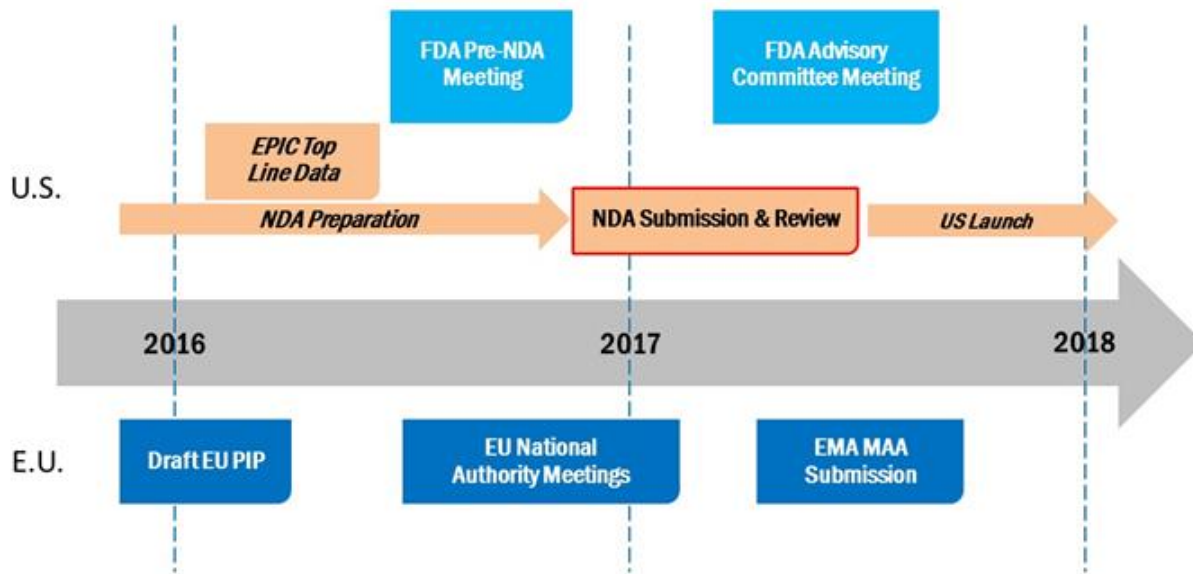 FDA Pre-NDA
Meeting
FDA Advisory
Committee Meeting
EPIC Top
Line Data
U.S.
NDA Preparation
NDA Submission & Review
US Launch
2016
2017
2018
E.U.
Draft EU PIP
EU National
Authority Meetings
EMA MAA
Submission